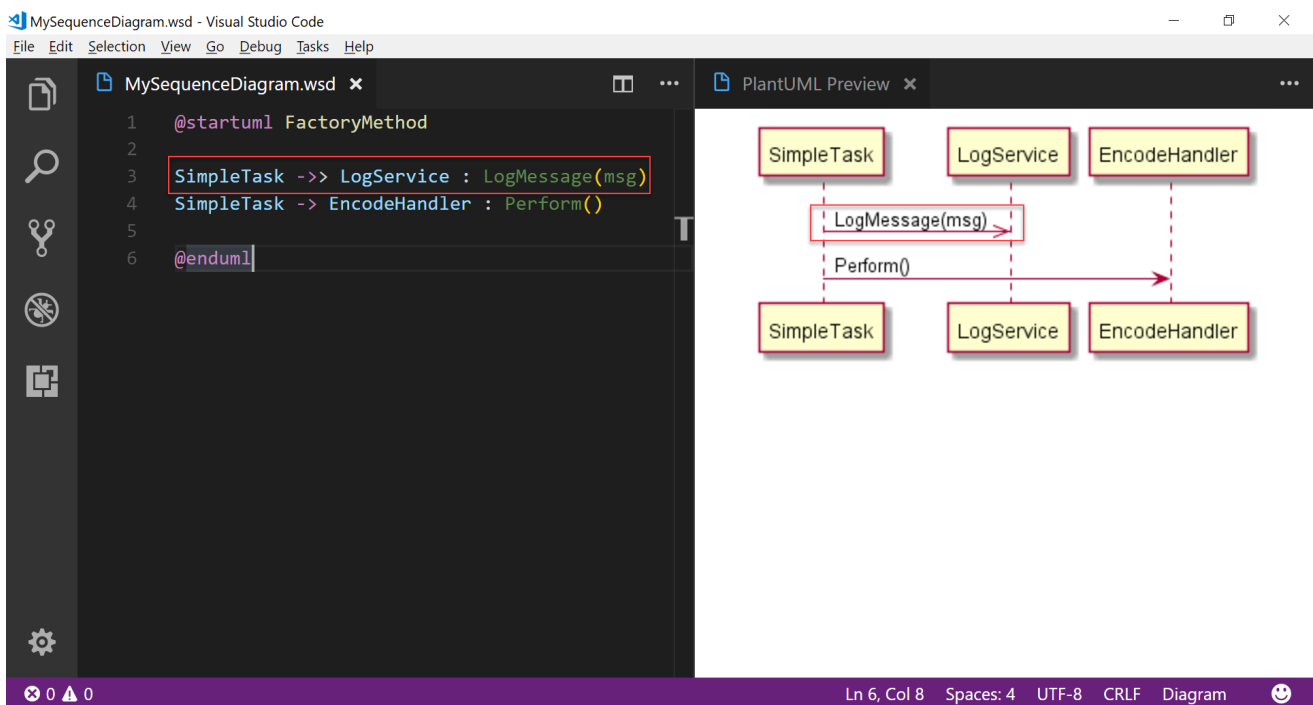 MySequenceDiagram.wsd - Visual Studio Code
File Edit Selection View Go Debug Tasks Help
MySequenceDiagram.wsd
1 @startuml FactoryMethod
2
3 SimpleTask ->> LogService : LogMessage(msg)
4 SimpleTask -> EncodeHandler : Perform()
5
6 @enduml
PlantUML Preview
SimpleTask LogService EncodeHandler
LogMessage(msg)
Perform()
SimpleTask LogService EncodeHandler
0 0 Ln 6, Col 8 Spaces: 4 UTF-8 CRLF Diagram